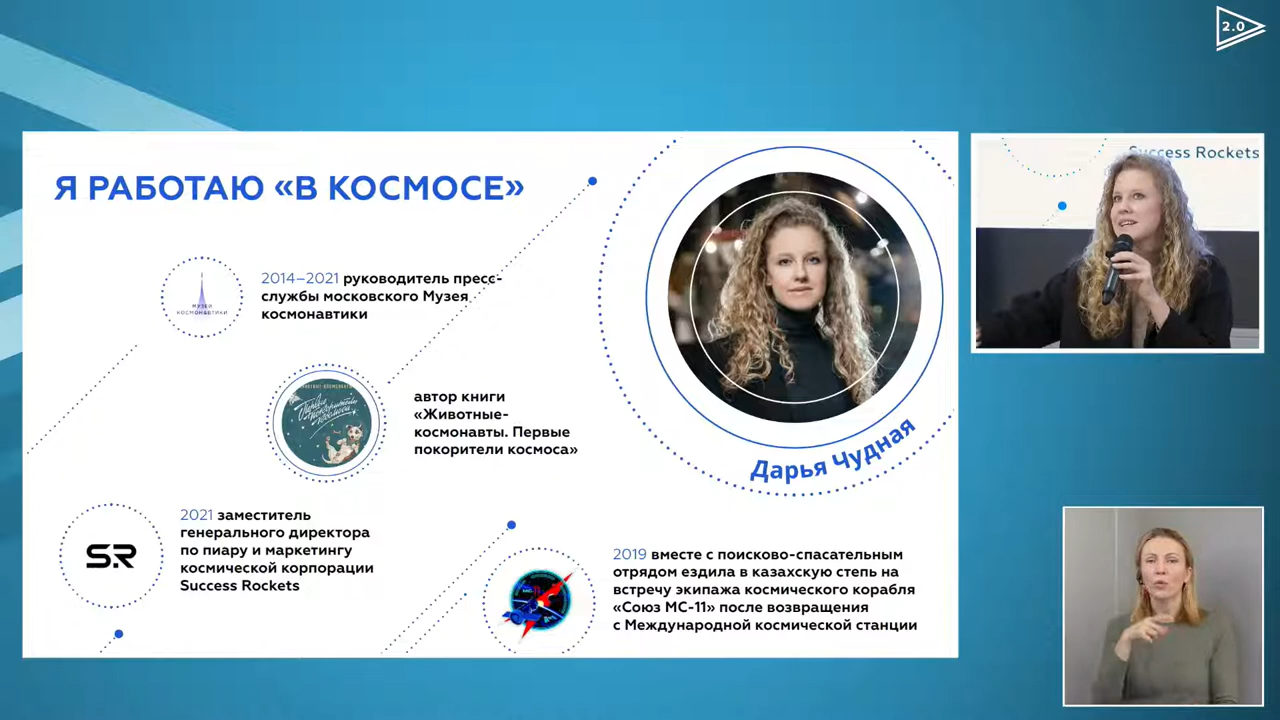 2.0
Success Rockets
Я РАБОТАЮ «В КОСМОСЕ»
2014–2021 руководитель пресс-
службы московского Музея
космонавтики
МУЗЕЙ
КОСМОНАВТИКИ
автор книги
«Животные-
космонавты. Первые
покорители космоса»
Первые
покорители
космоса
Дарья Чудная
SR
2021 заместитель
генерального директора
по пиару и маркетингу
космической корпорации
Success Rockets
2019 вместе с поисково-спасательным
отрядом ездила в казахскую степь на
встречу экипажа космического корабля
«Союз МС-11» после возвращения
с Международной космической станции